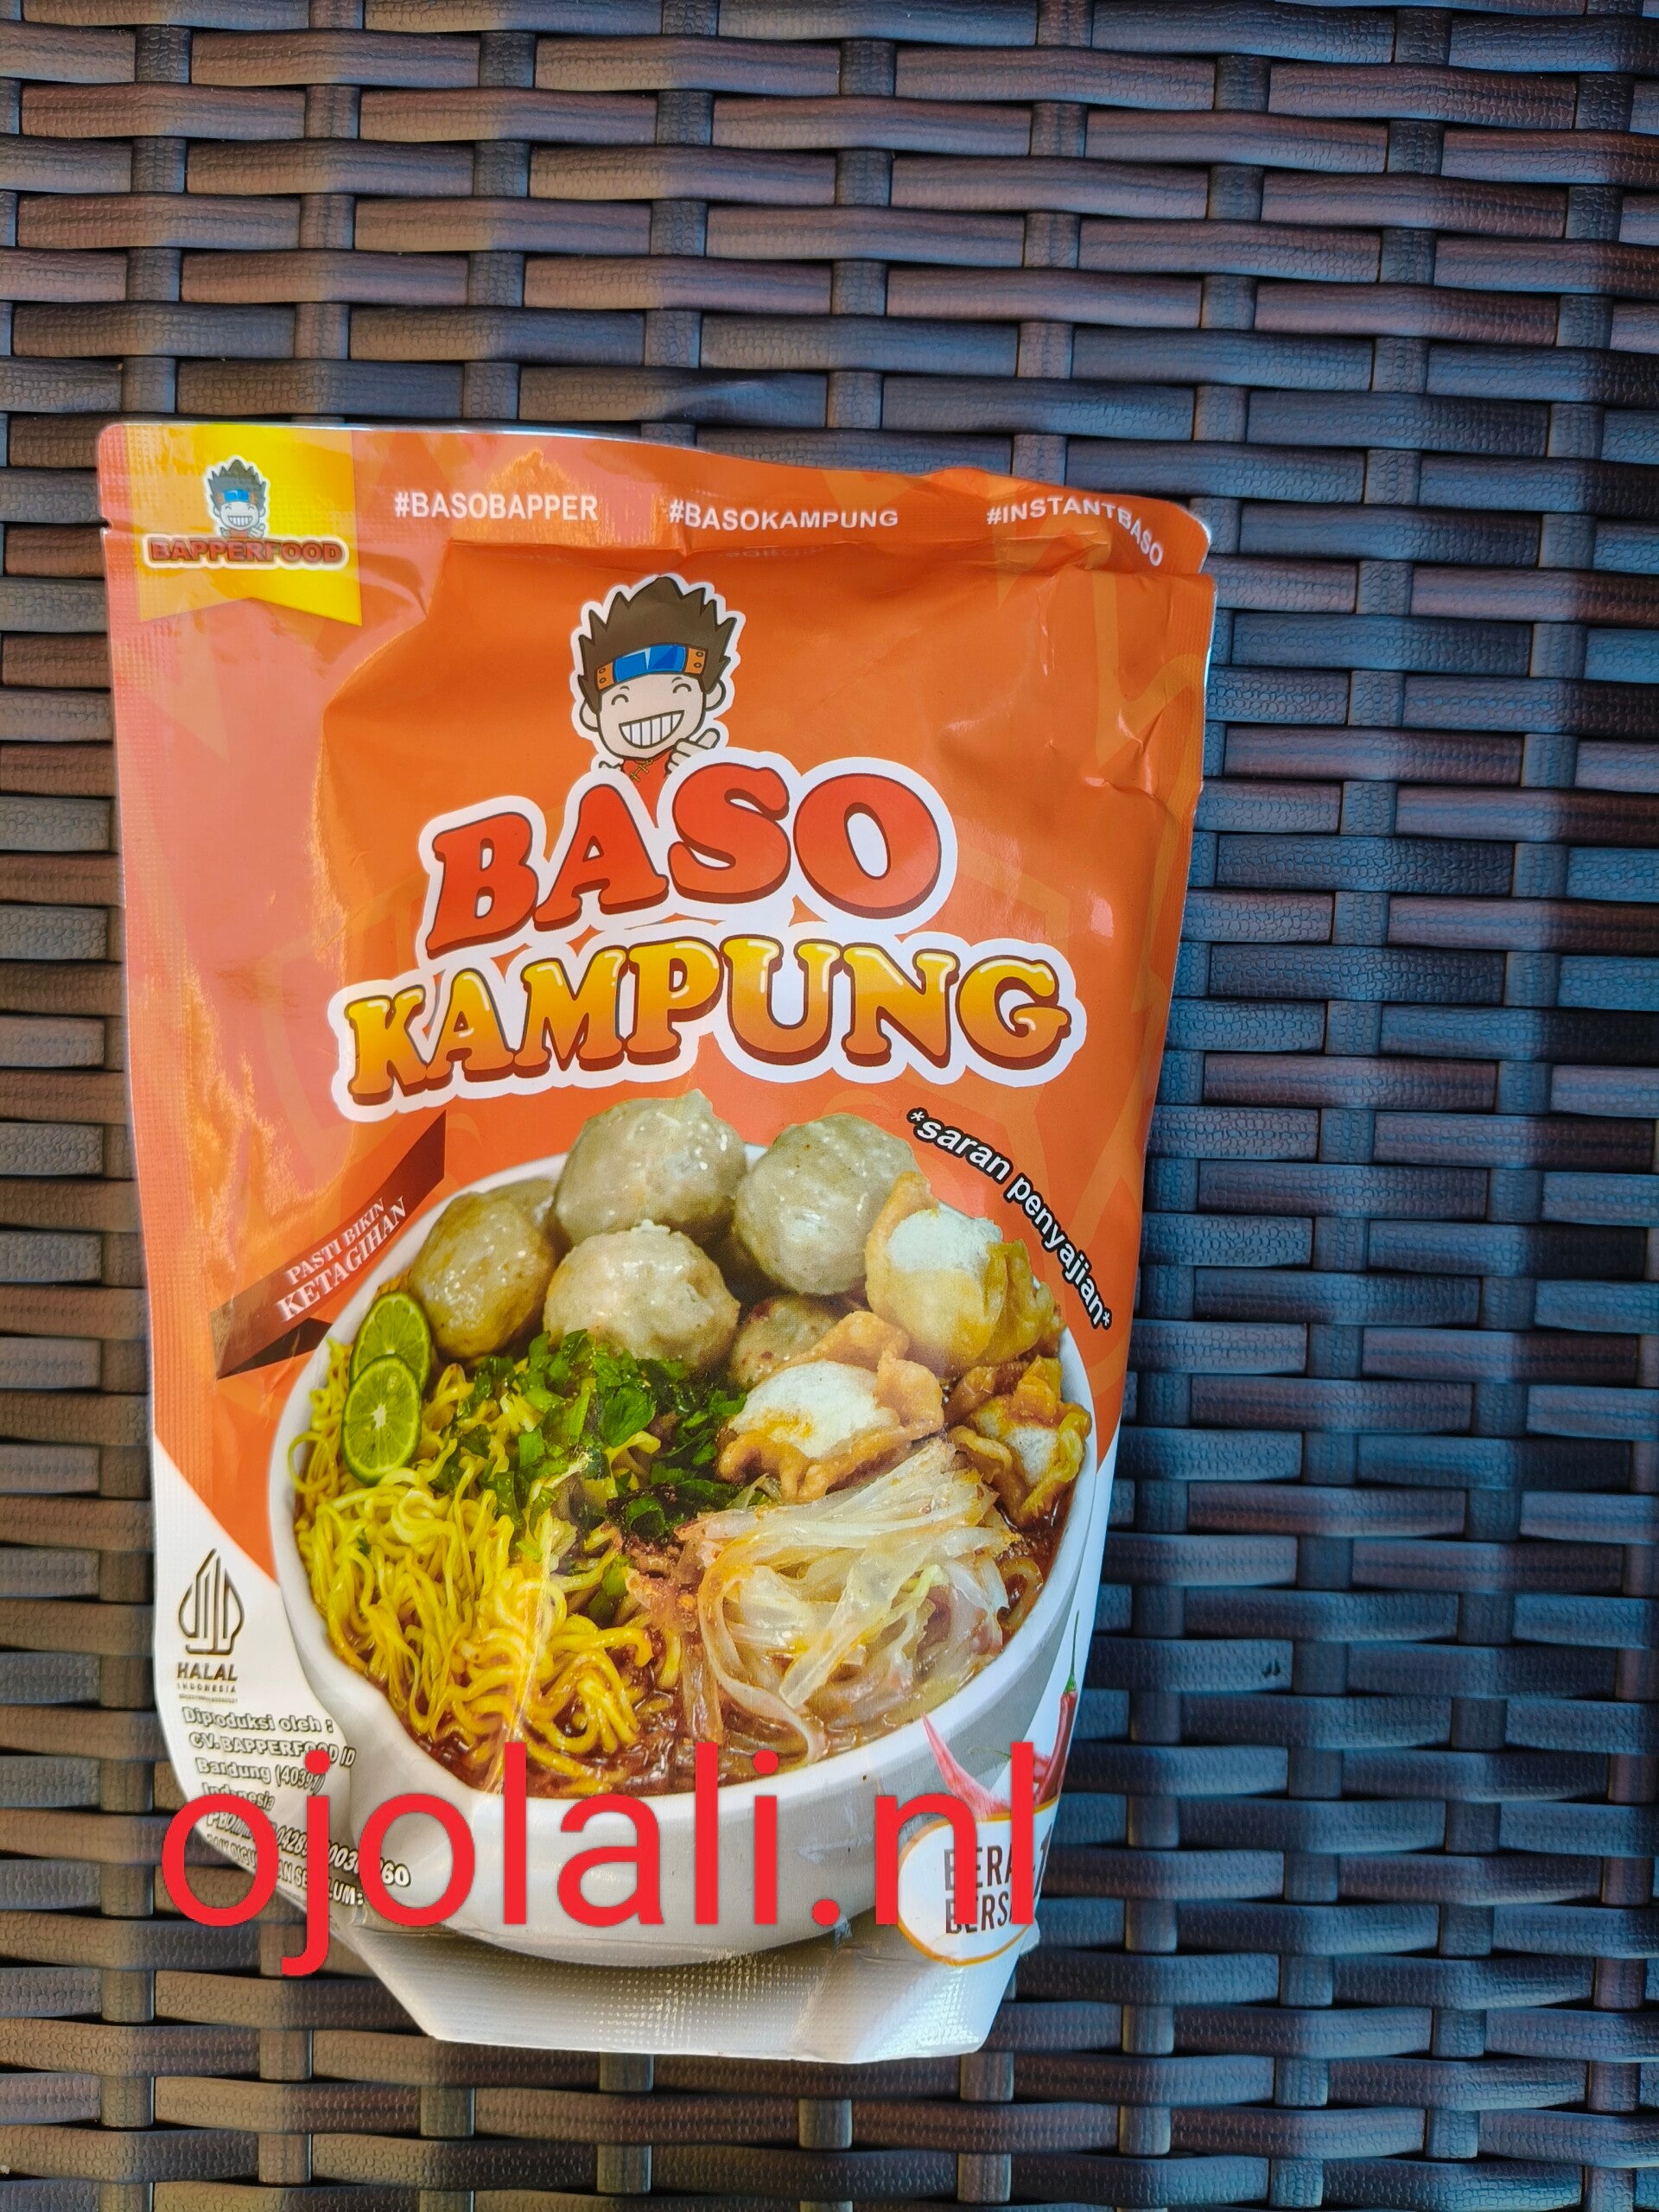 BAPPERFOOD
#BASOBAPPER #BASOKAMPUNG #INSTANTBASO
BASO
KAMPUNG
*saran penyajian*
PASTI BIKIN
KETAGIHAN
HALAL
INDONESIA
Diproduksi oleh :
CV. BAPPERFOOD ID
Bandung
Indonesia
ojolali.nl